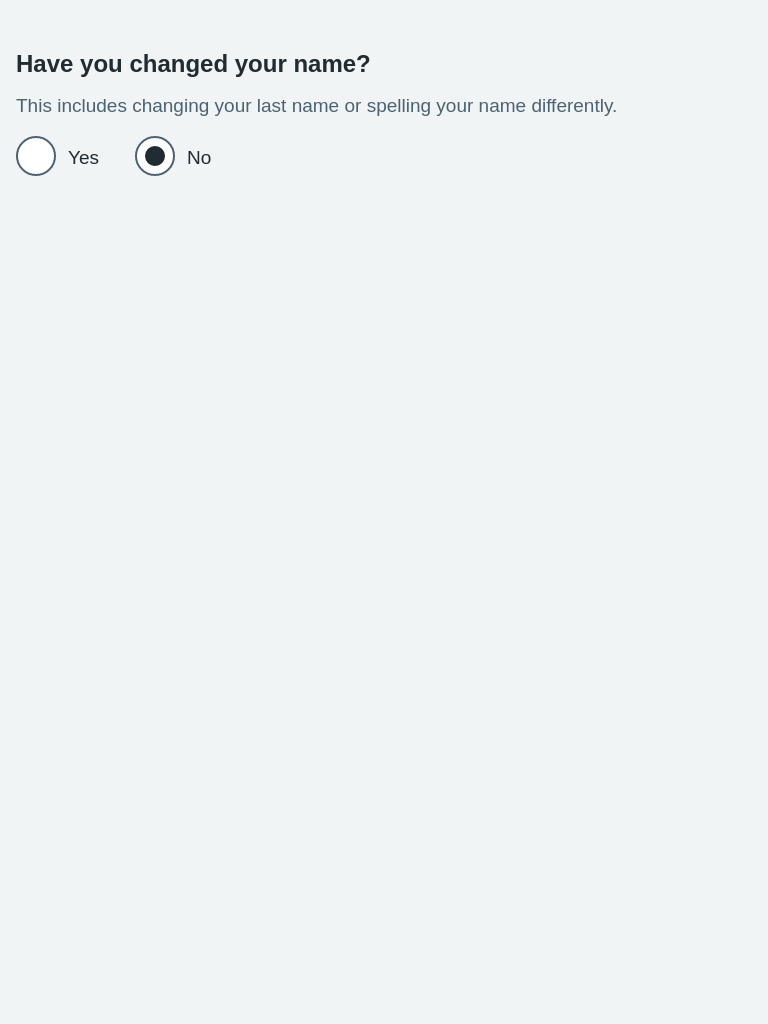 Have you changed your name?
This includes changing your last name or spelling your name differently.
Yes No